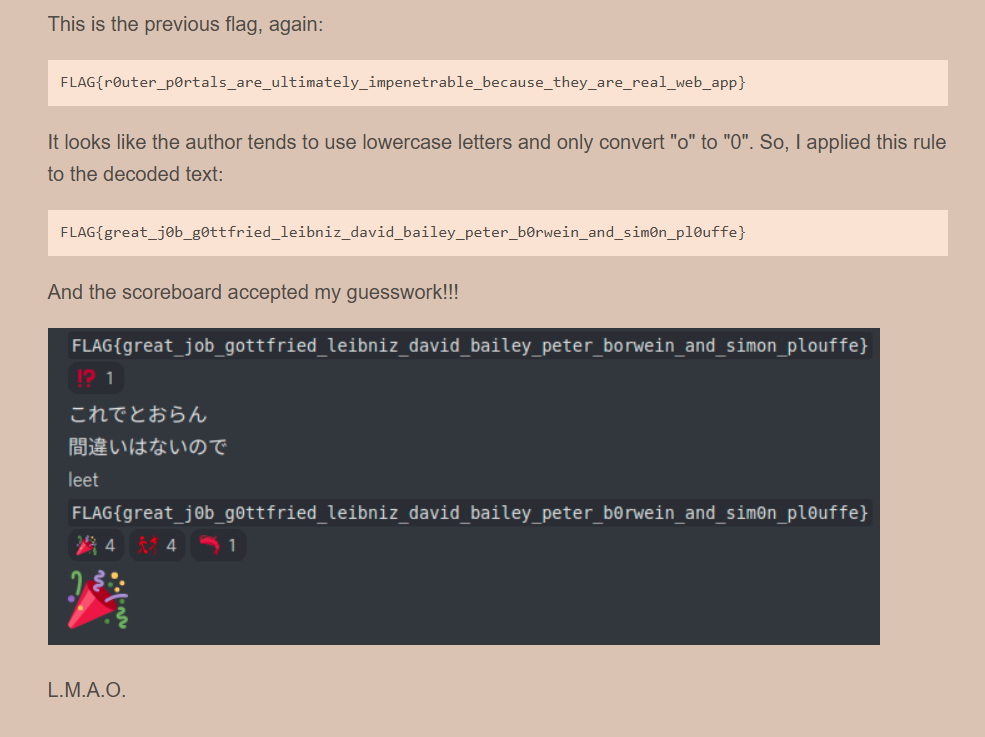 This is the previous flag, again:
FLAG{r0uter_p0rtals_are_ultimately_impenetrable_because_they_are_real_web_app}
It looks like the author tends to use lowercase letters and only convert "o" to "0". So, I applied this rule
to the decoded text:
FLAG{great_j0b_g0ttfried_leibniz_david_bailey_peter_b0rwein_and_sim0n_pl0uffe}
And the scoreboard accepted my guesswork!!!
FLAG{great_job_gottfried_leibniz_david_bailey_peter_borwein_and_simon_plouffe}
⁉ 1
これでとおらん
間違いはないので
leet
FLAG{great_j0b_g0ttfried_leibniz_david_bailey_peter_b0rwein_and_sim0n_pl0uffe}
4 4 1
L.M.A.O.